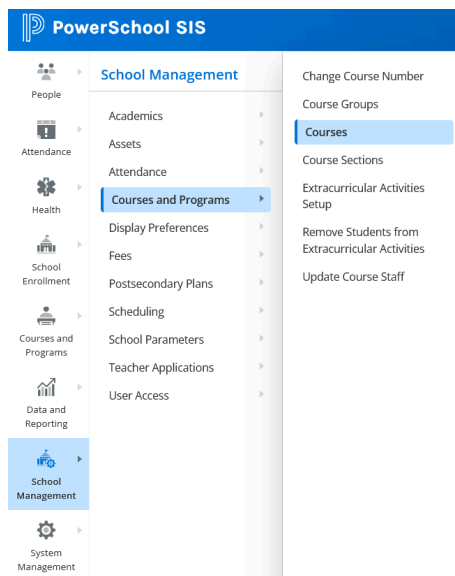 PowerSchool SIS
People
Attendance
Health
School
Enrollment
Courses and
Programs
Data and
Reporting
School
Management
System
Management
School Management
Academics
Assets
Attendance
Courses and Programs
Display Preferences
Fees
Postsecondary Plans
Scheduling
School Parameters
Teacher Applications
User Access
Change Course Number
Course Groups
Courses
Course Sections
Extracurricular Activities
Setup
Remove Students from
Extracurricular Activities
Update Course Staff